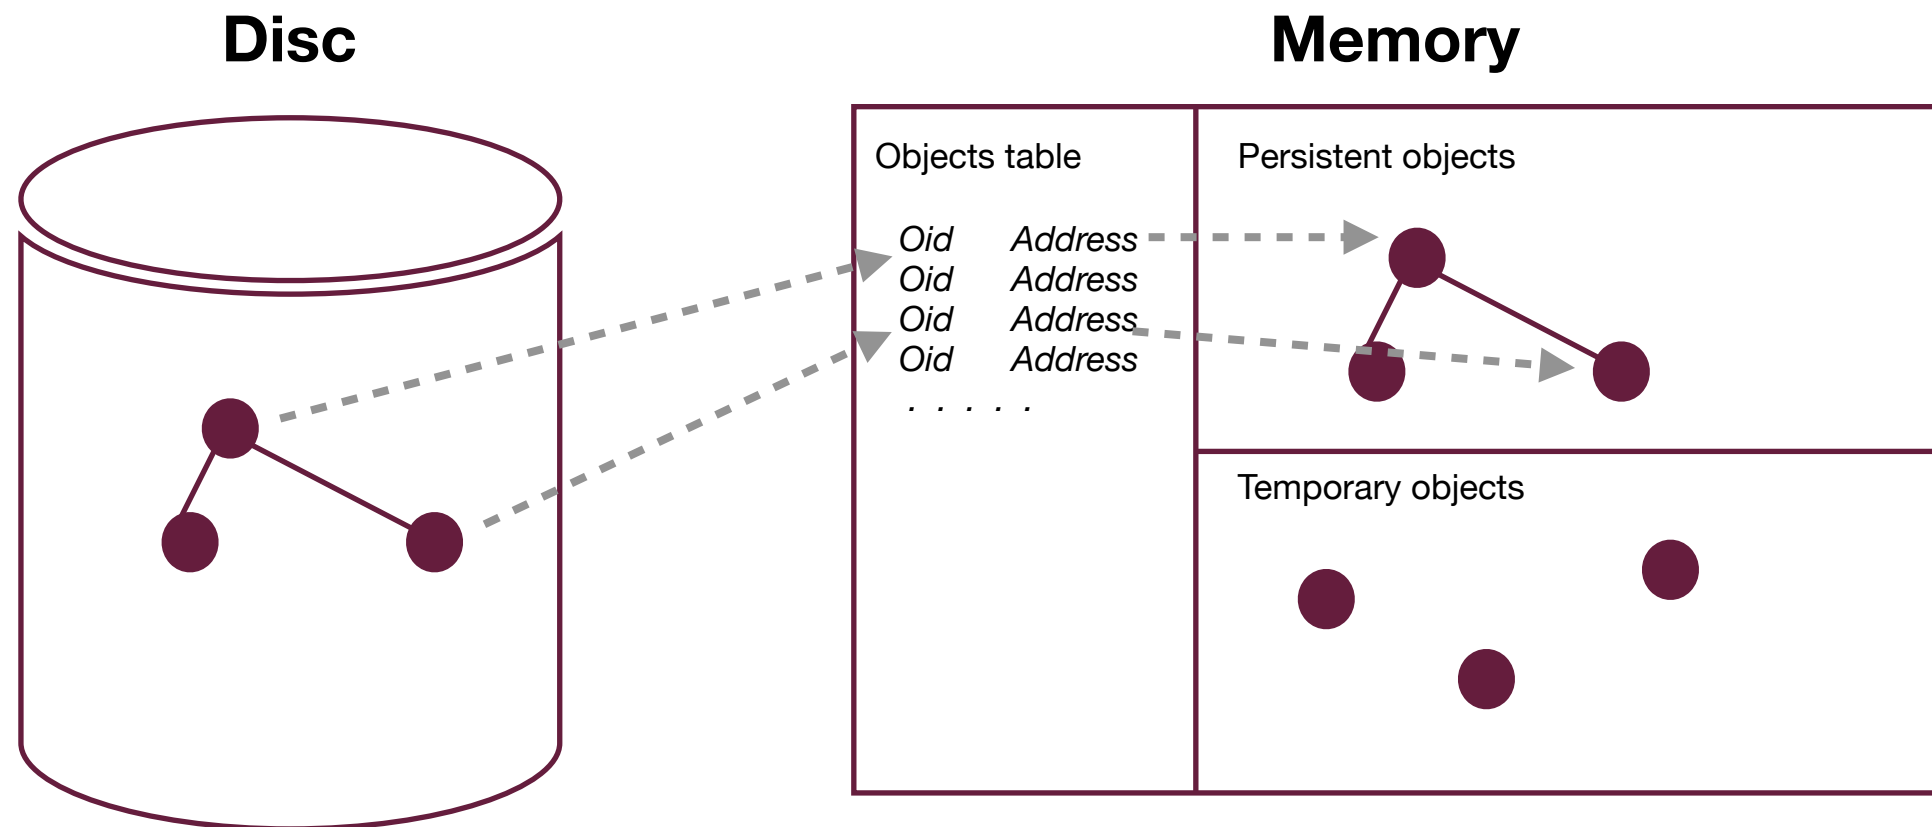 Disc
Memory
Objects table
Persistent objects
Oid Address
Oid Address
Oid Address
Oid Address
. . . . .
Temporary objects